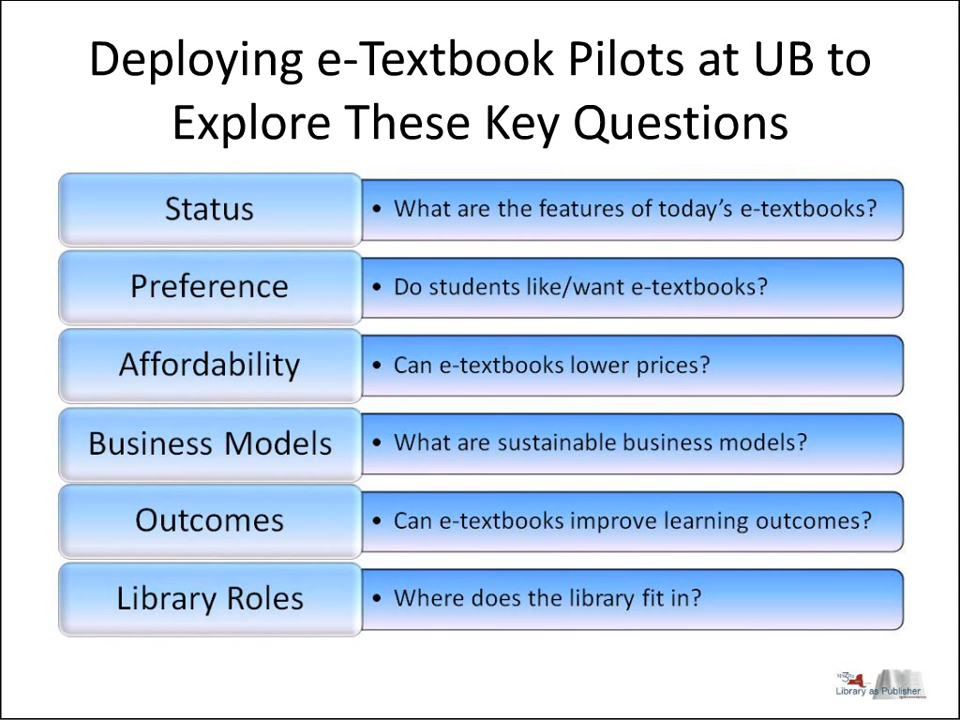 Deploying e-Textbook Pilots at UB to
Explore These Key Questions
Status
• What are the features of today’s e-textbooks?
Preference
• Do students like/want e-textbooks?
Affordability
• Can e-textbooks lower prices?
Business Models
• What are sustainable business models?
Outcomes
• Can e-textbooks improve learning outcomes?
Library Roles
• Where does the library fit in?
Library as Publisher